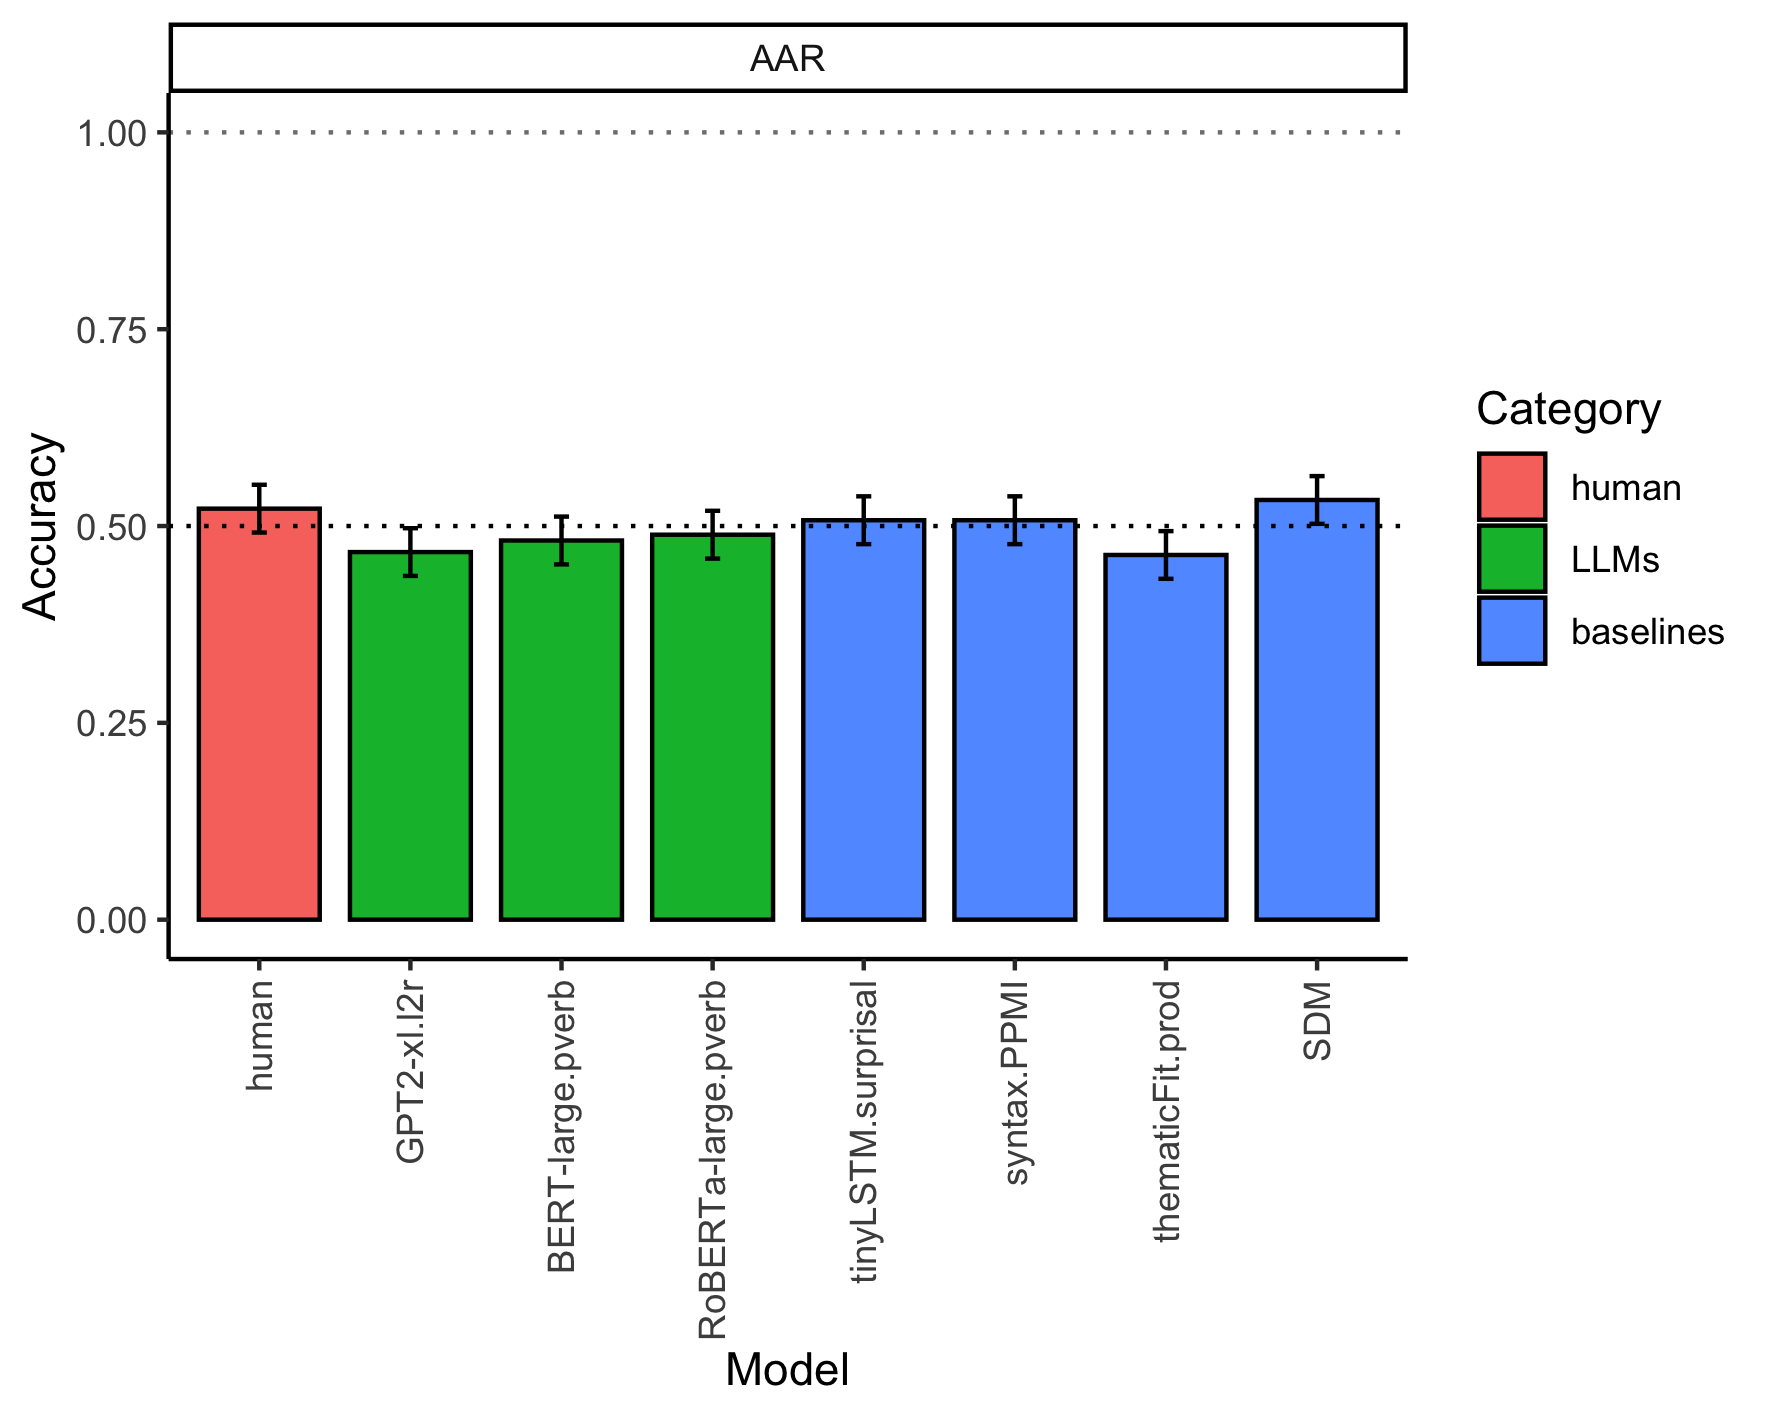 AAR
1.00
0.75
0.50
0.25
0.00
Accuracy
human
GPT2-xl.l2r
BERT-large.pverb
RoBERTa-large.pverb
tinyLSTM.surprisal
syntax.PPMI
thematicFit.prod
SDM
Model
Category
human
LLMs
baselines